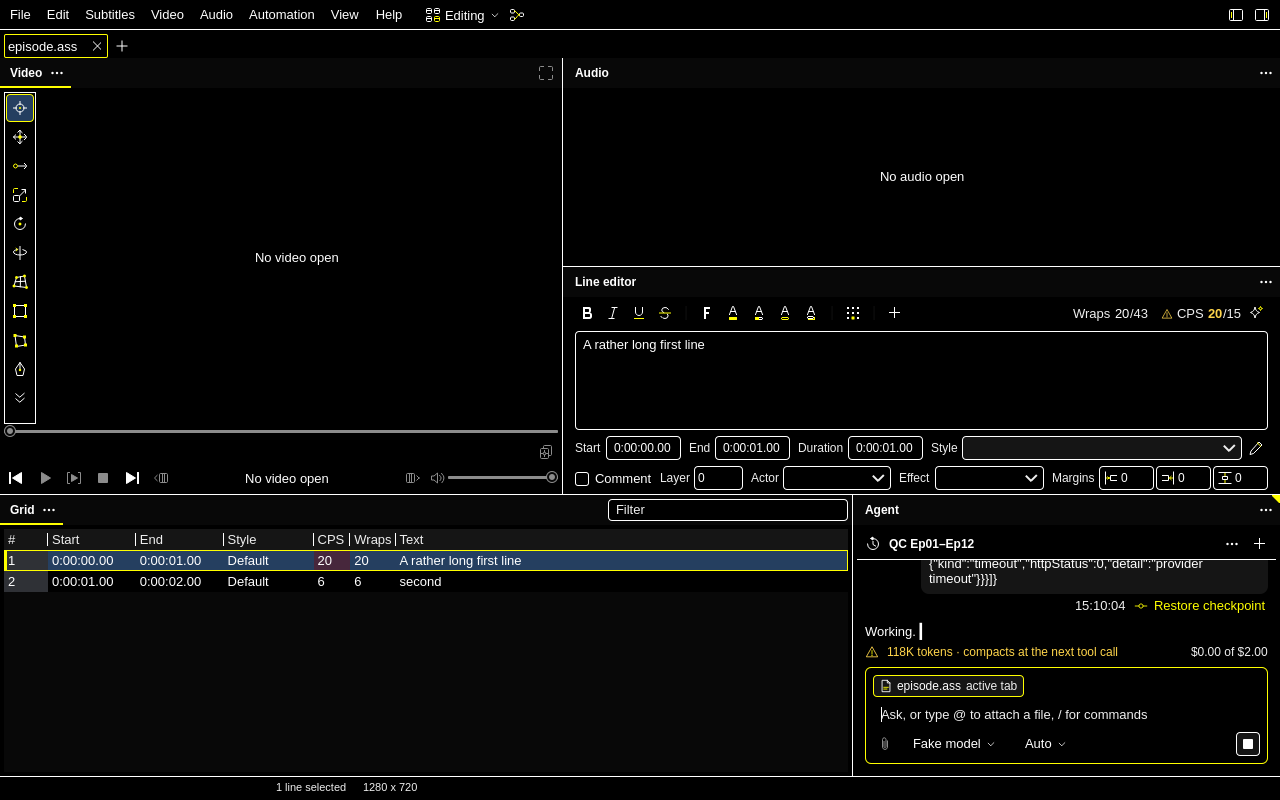 File Edit Subtitles Video Audio Automation View Help Editing
episode.ass
Video
Audio
No video open
No audio open
Line editor
B I U S F A A A A Wraps 20/43 CPS 20/15
A rather long first line
Start 0:00:00.00 End 0:00:01.00 Duration 0:00:01.00 Style
No video open
Comment Layer 0 Actor Effect Margins 0 0 0
Grid
Filter
# Start End Style CPS Wraps Text
1 0:00:00.00 0:00:01.00 Default 20 20 A rather long first line
2 0:00:01.00 0:00:02.00 Default 6 6 second
Agent
QC Ep01–Ep12
{"kind":"timeout","httpStatus":0,"detail":"provider
timeout"}}}]}
15:10:04 Restore checkpoint
Working.
118K tokens · compacts at the next tool call $0.00 of $2.00
episode.ass active tab
Ask, or type @ to attach a file, / for commands
Fake model Auto
1 line selected 1280 x 720